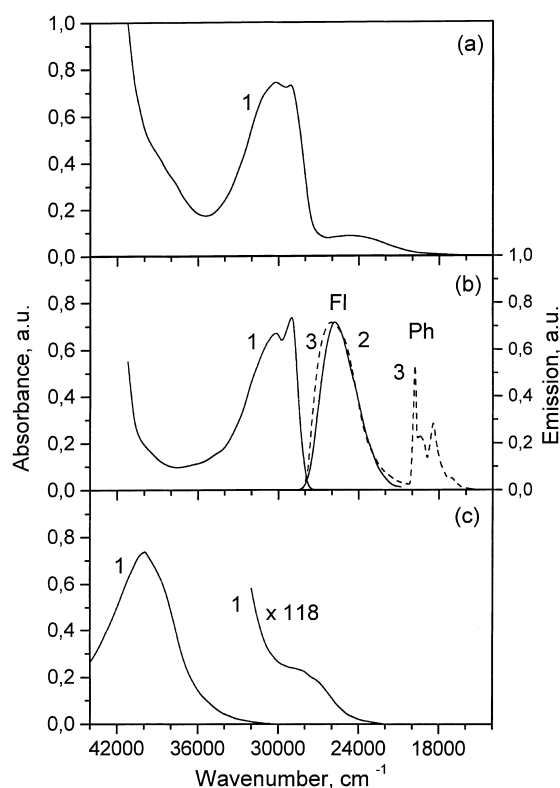 1,0
(a)
0,8
1
0,6
0,4
0,2
0,0
1,0
(b)
Fl
0,8
0,8
Ph
1
3
2
0,6
0,6
3
0,4
0,4
0,2
0,2
0,0
0,0
(c)
0,8
1
1
x 118
0,6
0,4
0,2
0,0
42000 36000 30000 24000 18000
Wavenumber, cm -1
Absorbance, a.u.
Emission, a.u.